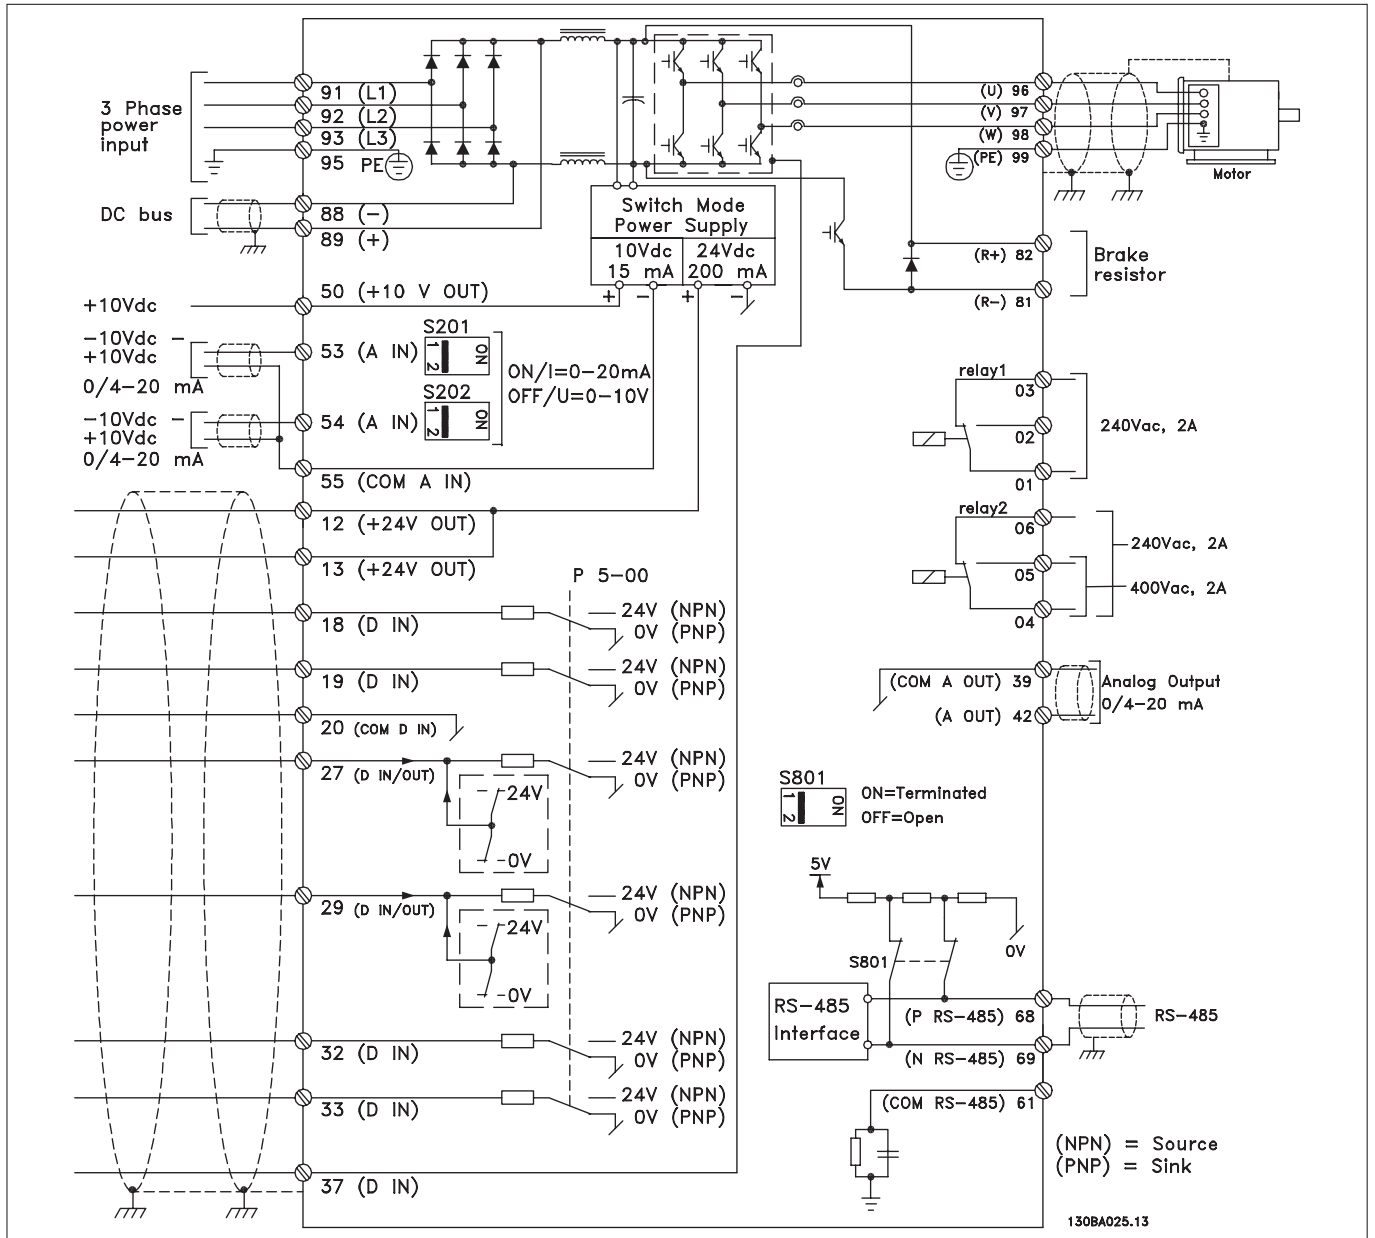 3 Phase
power
input
91 (L1)
92 (L2)
93 (L3)
95 PE
DC bus
88 (-)
89 (+)
Switch Mode
Power Supply
10Vdc
15 mA
24Vdc
200 mA
+ - + -
(U) 96
(V) 97
(W) 98
(PE) 99
Motor
(R+) 82
(R-) 81
Brake
resistor
+10Vdc
50 (+10 V OUT)
-10Vdc -
+10Vdc
0/4-20 mA
53 (A IN)
S201
1 2
ON
-10Vdc -
+10Vdc
0/4-20 mA
54 (A IN)
S202
1 2
ON
ON/I=0-20mA
OFF/U=0-10V
55 (COM A IN)
12 (+24V OUT)
13 (+24V OUT)
P 5-00
18 (D IN)
24V (NPN)
0V (PNP)
19 (D IN)
24V (NPN)
0V (PNP)
20 (COM D IN)
27 (D IN/OUT)
24V (NPN)
0V (PNP)
24V
0V
29 (D IN/OUT)
24V (NPN)
0V (PNP)
24V
0V
32 (D IN)
24V (NPN)
0V (PNP)
33 (D IN)
24V (NPN)
0V (PNP)
37 (D IN)
relay1
03
02
01
240Vac, 2A
relay2
06
05
04
240Vac, 2A
400Vac, 2A
(COM A OUT) 39
(A OUT) 42
Analog Output
0/4-20 mA
S801
1 2
ON
ON=Terminated
OFF=Open
5V
0V
S801
RS-485
Interface
(P RS-485) 68
(N RS-485) 69
RS-485
(COM RS-485) 61
(NPN) = Source
(PNP) = Sink
130BA025.13